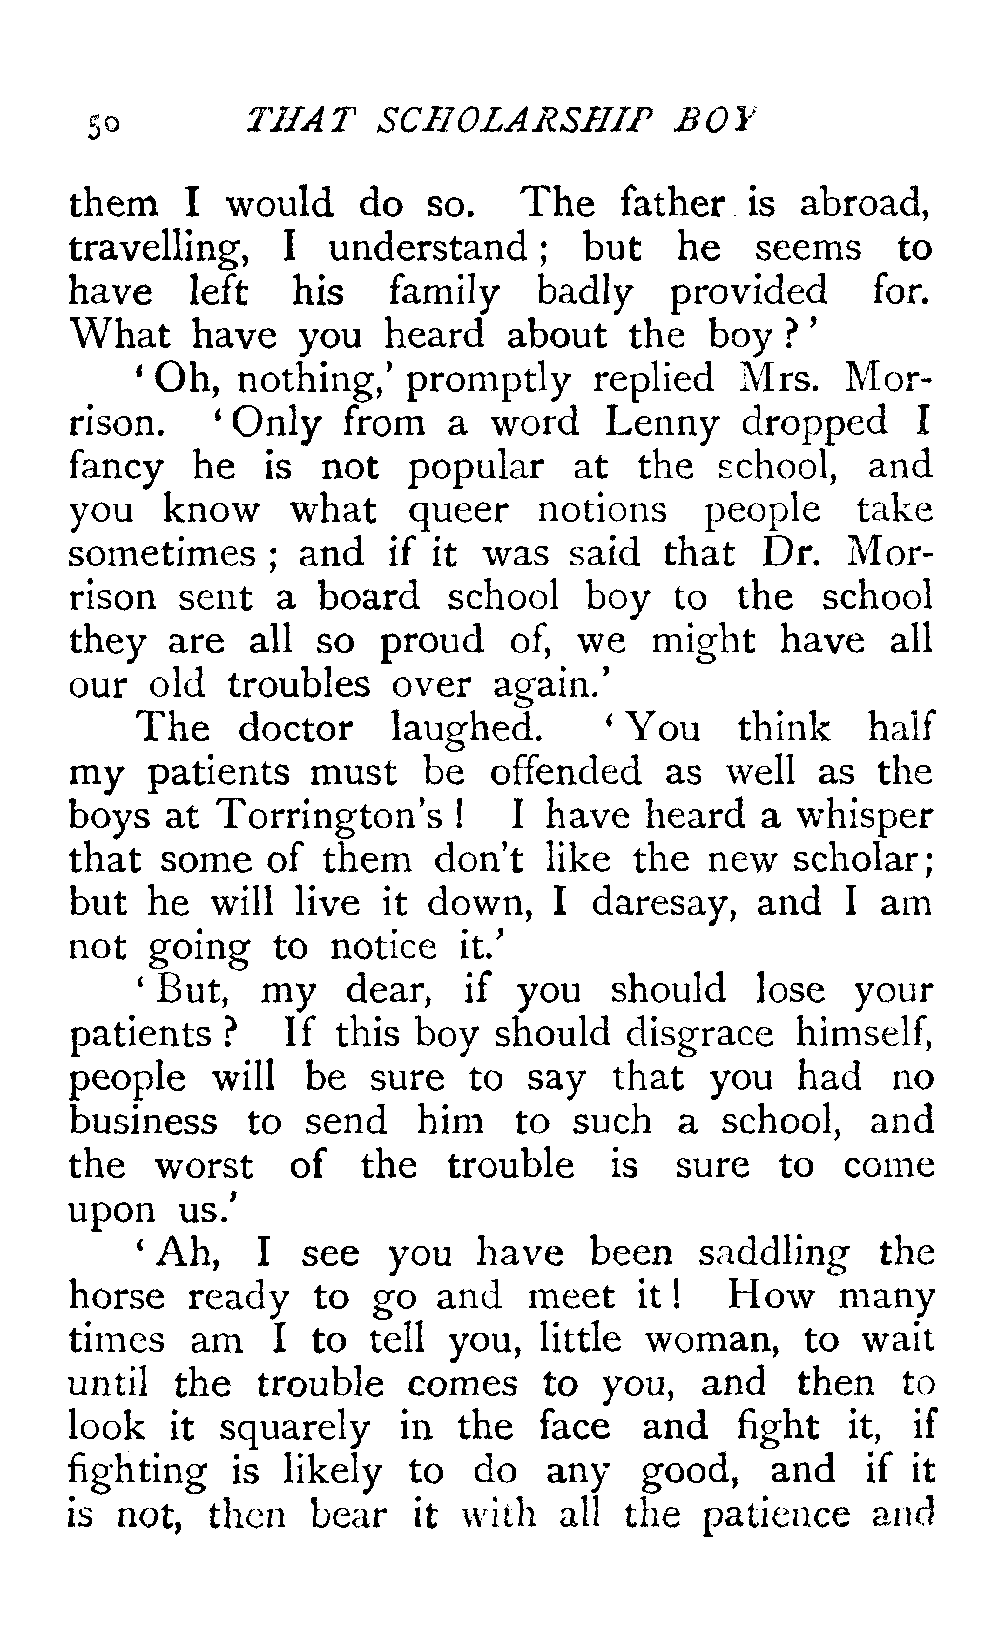 50 THAT SCHOLARSHIP BOY
them I would do so. The father is abroad,
travelling, I understand ; but he seems to
have left his family badly provided for.
What have you heard about the boy ? ’
‘ Oh, nothing,’ promptly replied Mrs. Mor-
rison. ‘ Only from a word Lenny dropped I
fancy he is not popular at the school, and
you know what queer notions people take
sometimes ; and if it was said that Dr. Mor-
rison sent a board school boy to the school
they are all so proud of, we might have all
our old troubles over again.’
The doctor laughed. ‘ You think half
my patients must be offended as well as the
boys at Torrington’s ! I have heard a whisper
that some of them don’t like the new scholar ;
but he will live it down, I daresay, and I am
not going to notice it.’
‘ But, my dear, if you should lose your
patients ? If this boy should disgrace himself,
people will be sure to say that you had no
business to send him to such a school, and
the worst of the trouble is sure to come
upon us.’
‘ Ah, I see you have been saddling the
horse ready to go and meet it ! How many
times am I to tell you, little woman, to wait
until the trouble comes to you, and then to
look it squarely in the face and fight it, if
fighting is likely to do any good, and if it
is not, then bear it with all the patience and